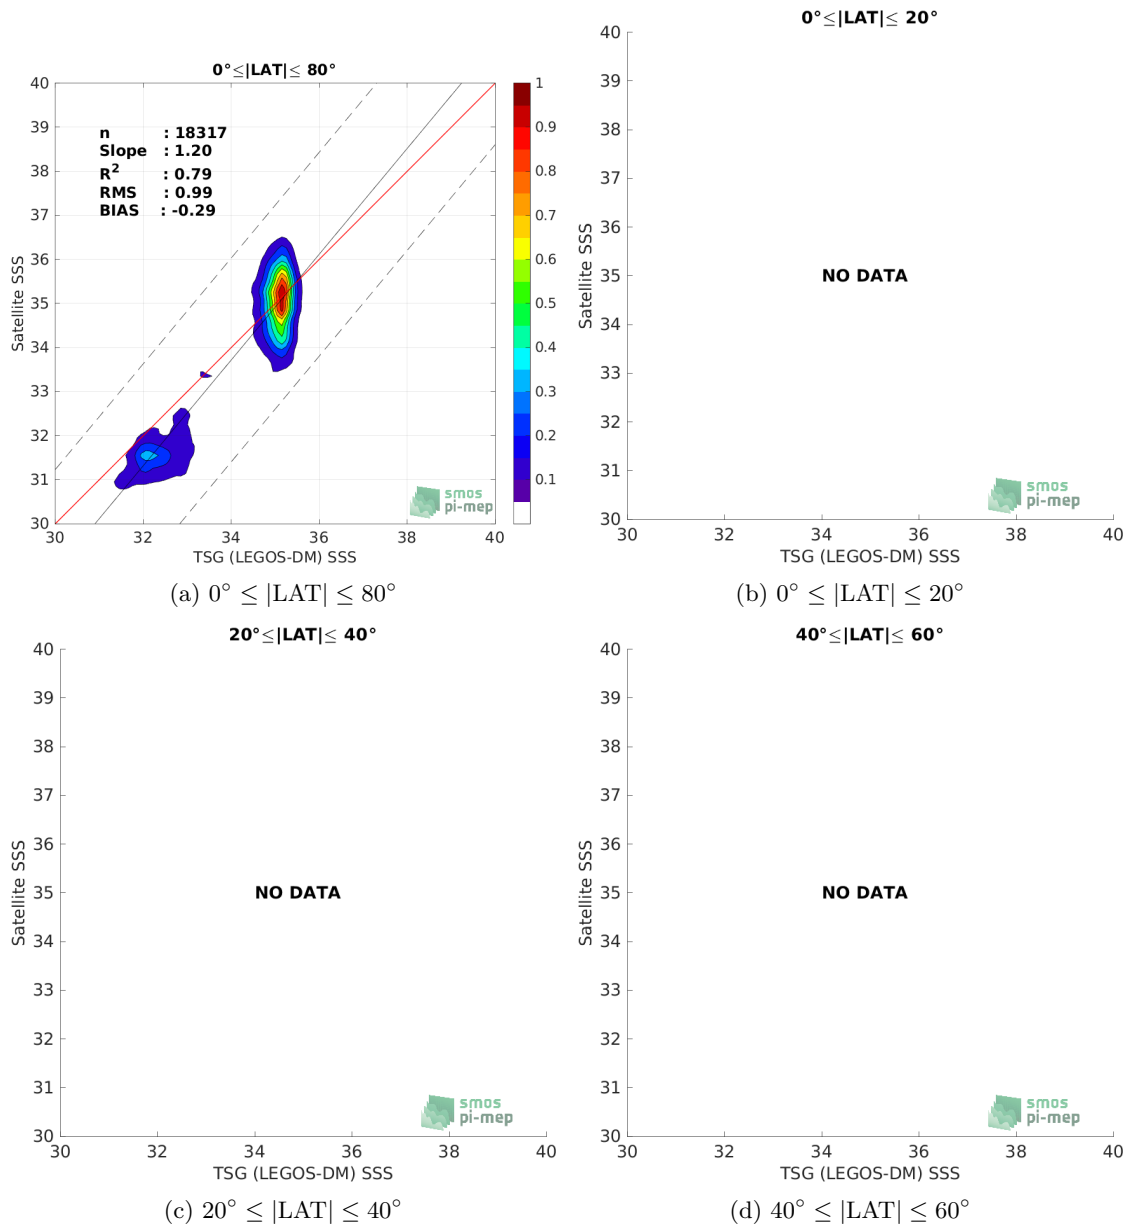 0°≤|LAT|≤ 80°
40
39
38
37
36
35
34
33
32
31
30
30
32
34
36
38
40
Satellite SSS
TSG (LEGOS-DM) SSS
n : 18317
Slope : 1.20
R² : 0.79
RMS : 0.99
BIAS : -0.29
1
0.9
0.8
0.7
0.6
0.5
0.4
0.3
0.2
0.1
smos
pi-mep
(a) 0° ≤ |LAT| ≤ 80°
0°≤|LAT|≤ 20°
40
39
38
37
36
35
34
33
32
31
30
30
32
34
36
38
40
Satellite SSS
TSG (LEGOS-DM) SSS
NO DATA
smos
pi-mep
(b) 0° ≤ |LAT| ≤ 20°
20°≤|LAT|≤ 40°
40
39
38
37
36
35
34
33
32
31
30
30
32
34
36
38
40
Satellite SSS
TSG (LEGOS-DM) SSS
NO DATA
smos
pi-mep
(c) 20° ≤ |LAT| ≤ 40°
40°≤|LAT|≤ 60°
40
39
38
37
36
35
34
33
32
31
30
30
32
34
36
38
40
Satellite SSS
TSG (LEGOS-DM) SSS
NO DATA
smos
pi-mep
(d) 40° ≤ |LAT| ≤ 60°